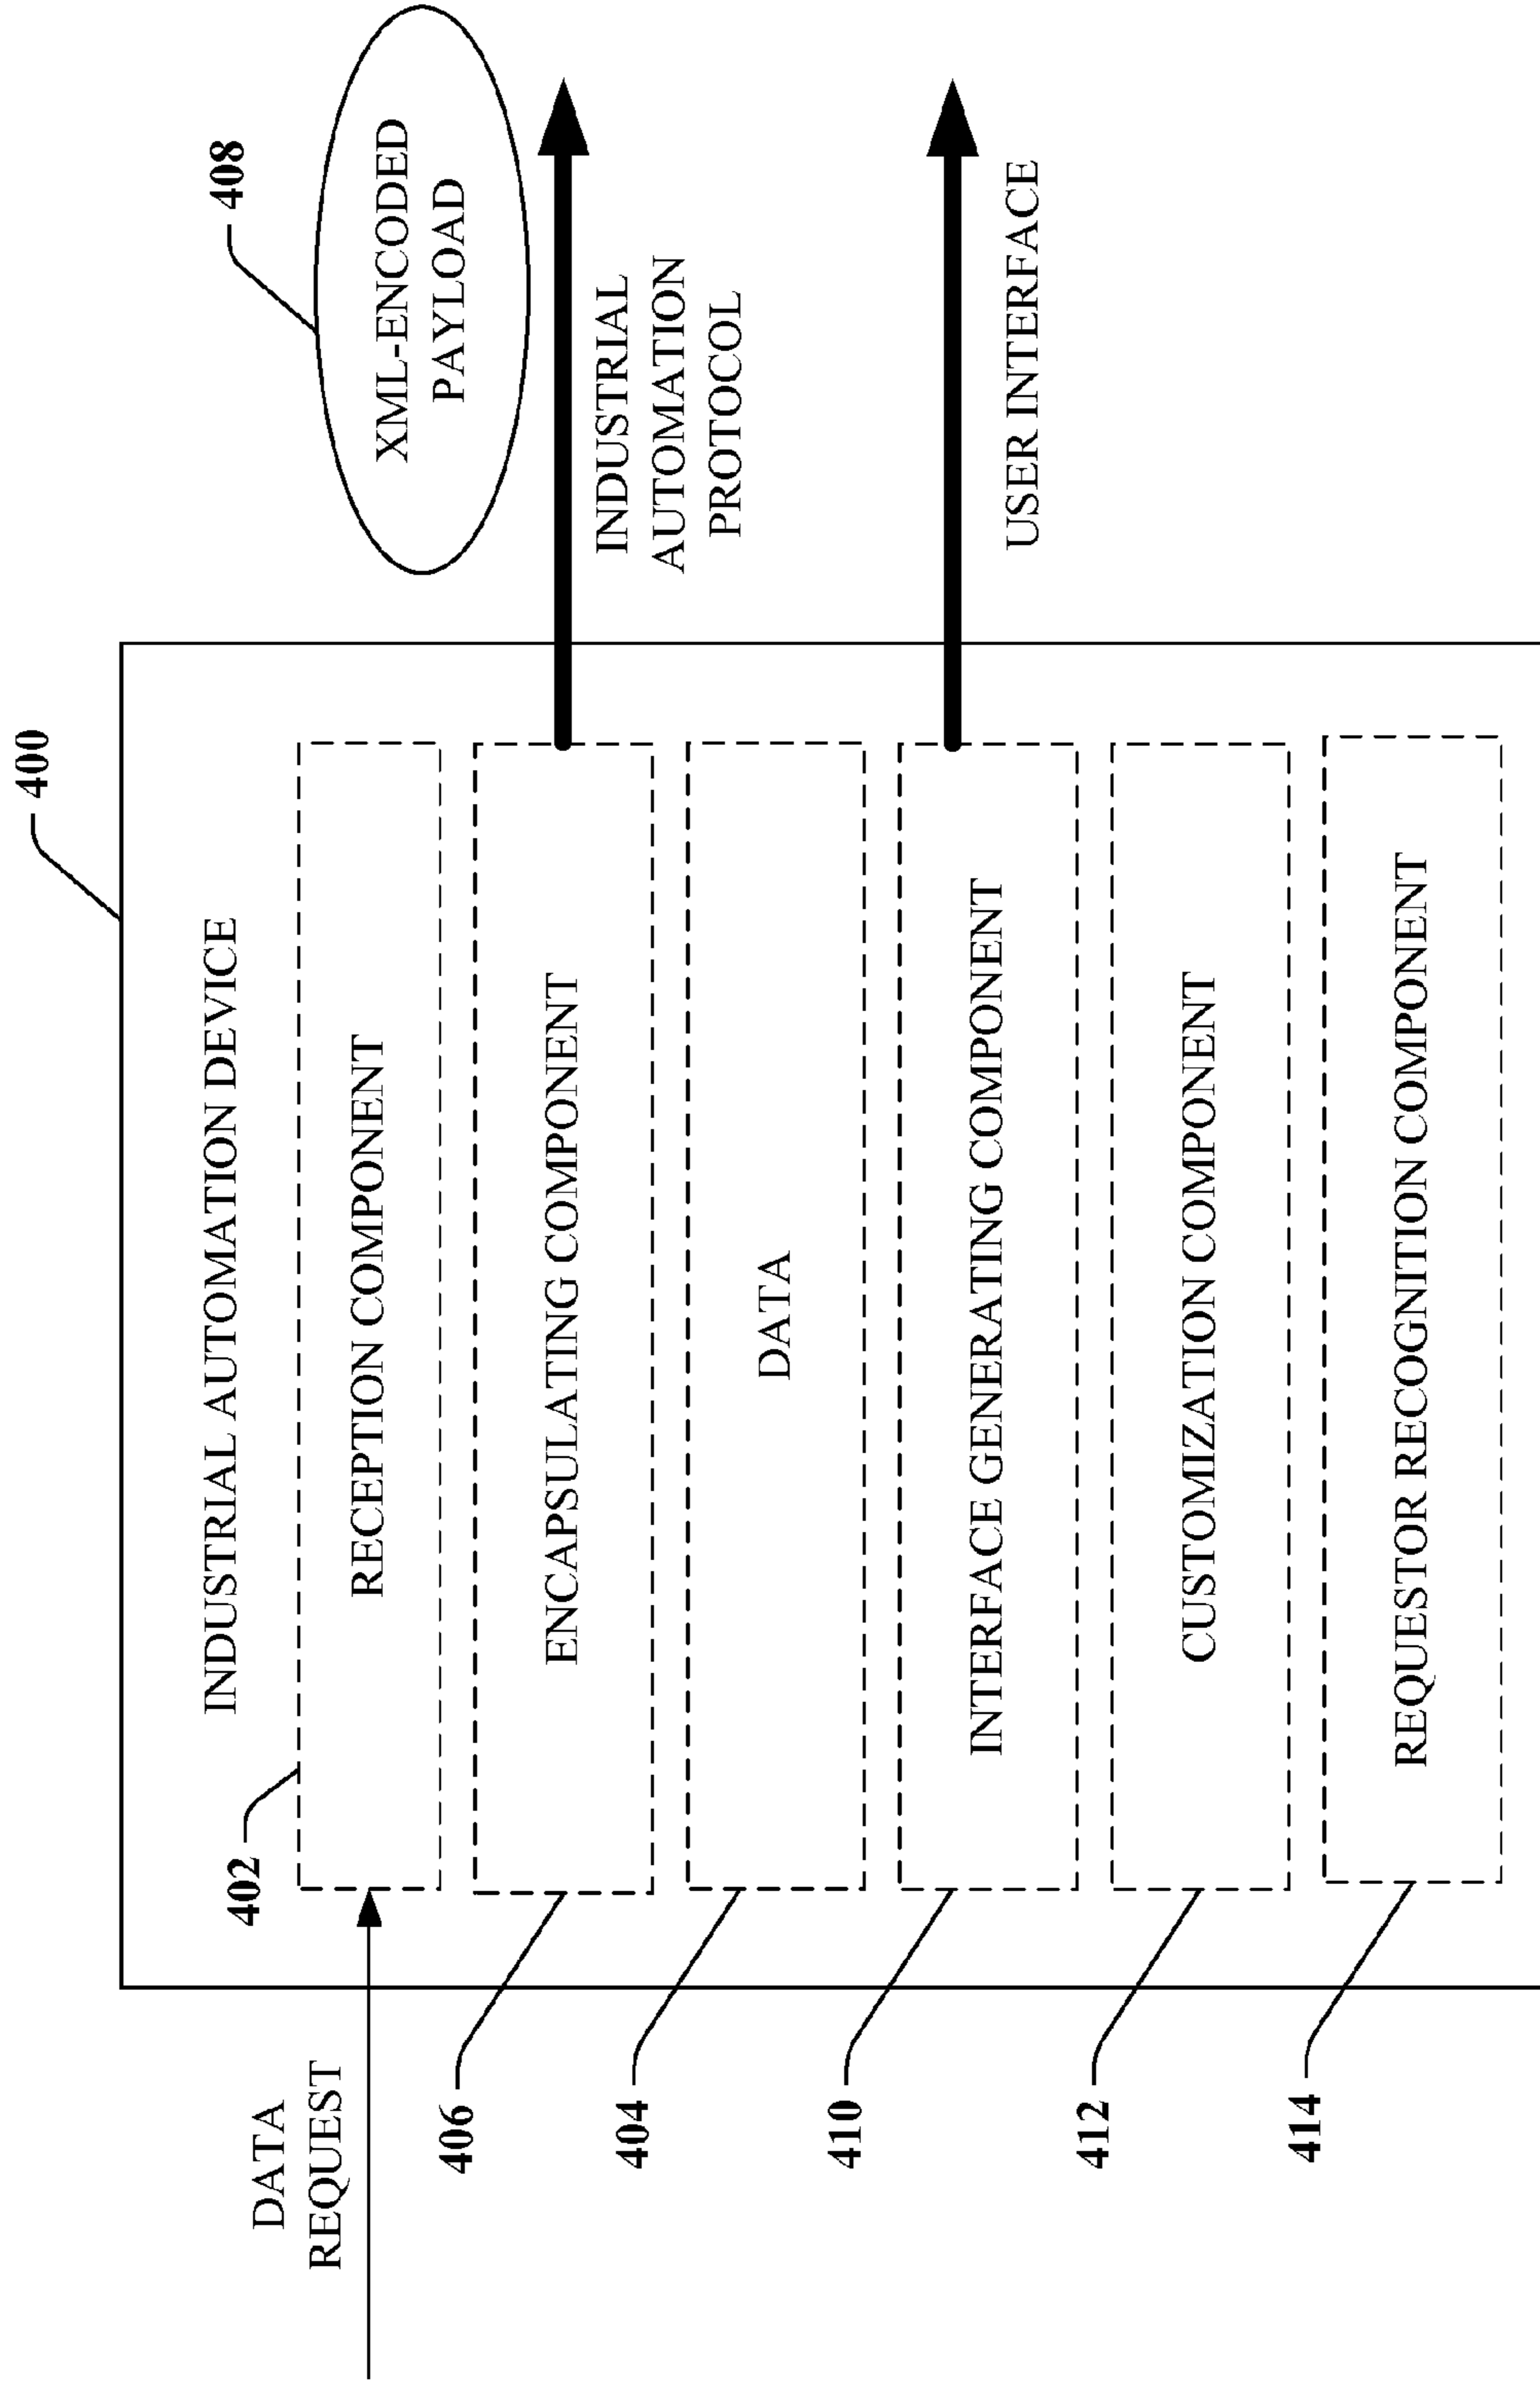 400
INDUSTRIAL AUTOMATION DEVICE
402
408
DATA
REQUEST
RECEPTION COMPONENT
XML-ENCODED
PAYLOAD
406
ENCAPSULATING COMPONENT
INDUSTRIAL
AUTOMATION
PROTOCOL
404
DATA
410
INTERFACE GENERATING COMPONENT
USER INTERFACE
412
CUSTOMIZATION COMPONENT
414
REQUESTOR RECOGNITION COMPONENT